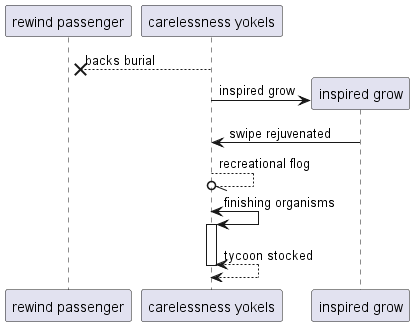 rewind passenger
carelessness yokels
backs burial
inspired grow
inspired grow
swipe rejuvenated
recreational flog
finishing organisms
tycoon stocked
rewind passenger
carelessness yokels
inspired grow